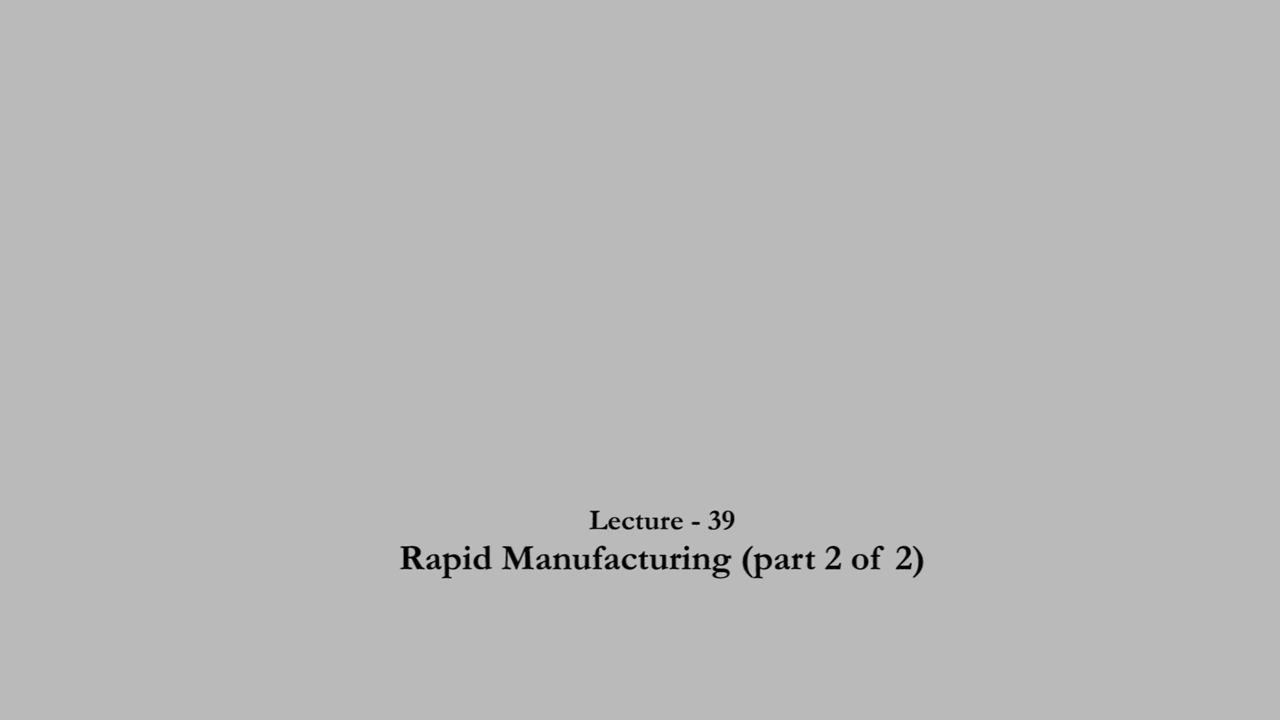 Lecture - 39
Rapid Manufacturing (part 2 of 2)